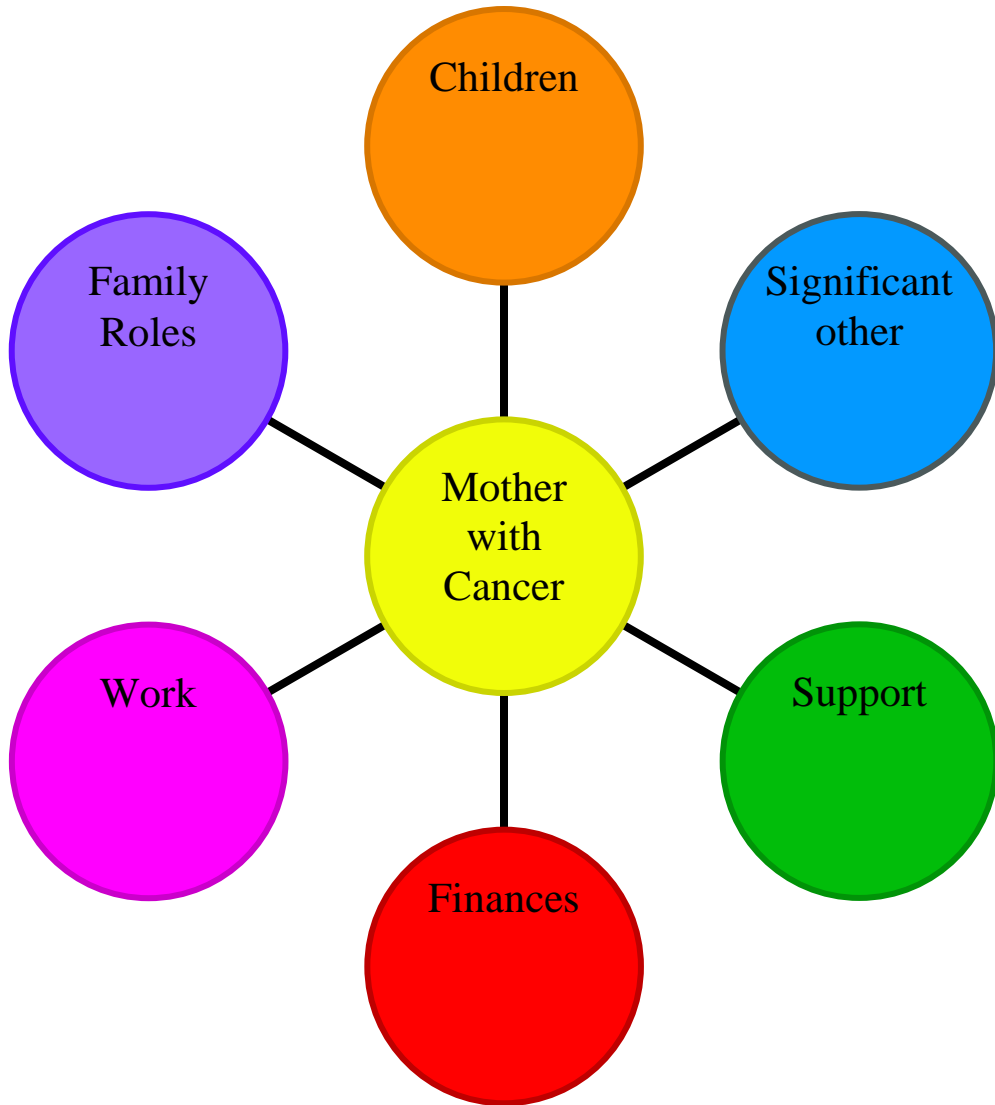 Children
Family
Roles
Significant
other
Mother
with
Cancer
Work
Support
Finances